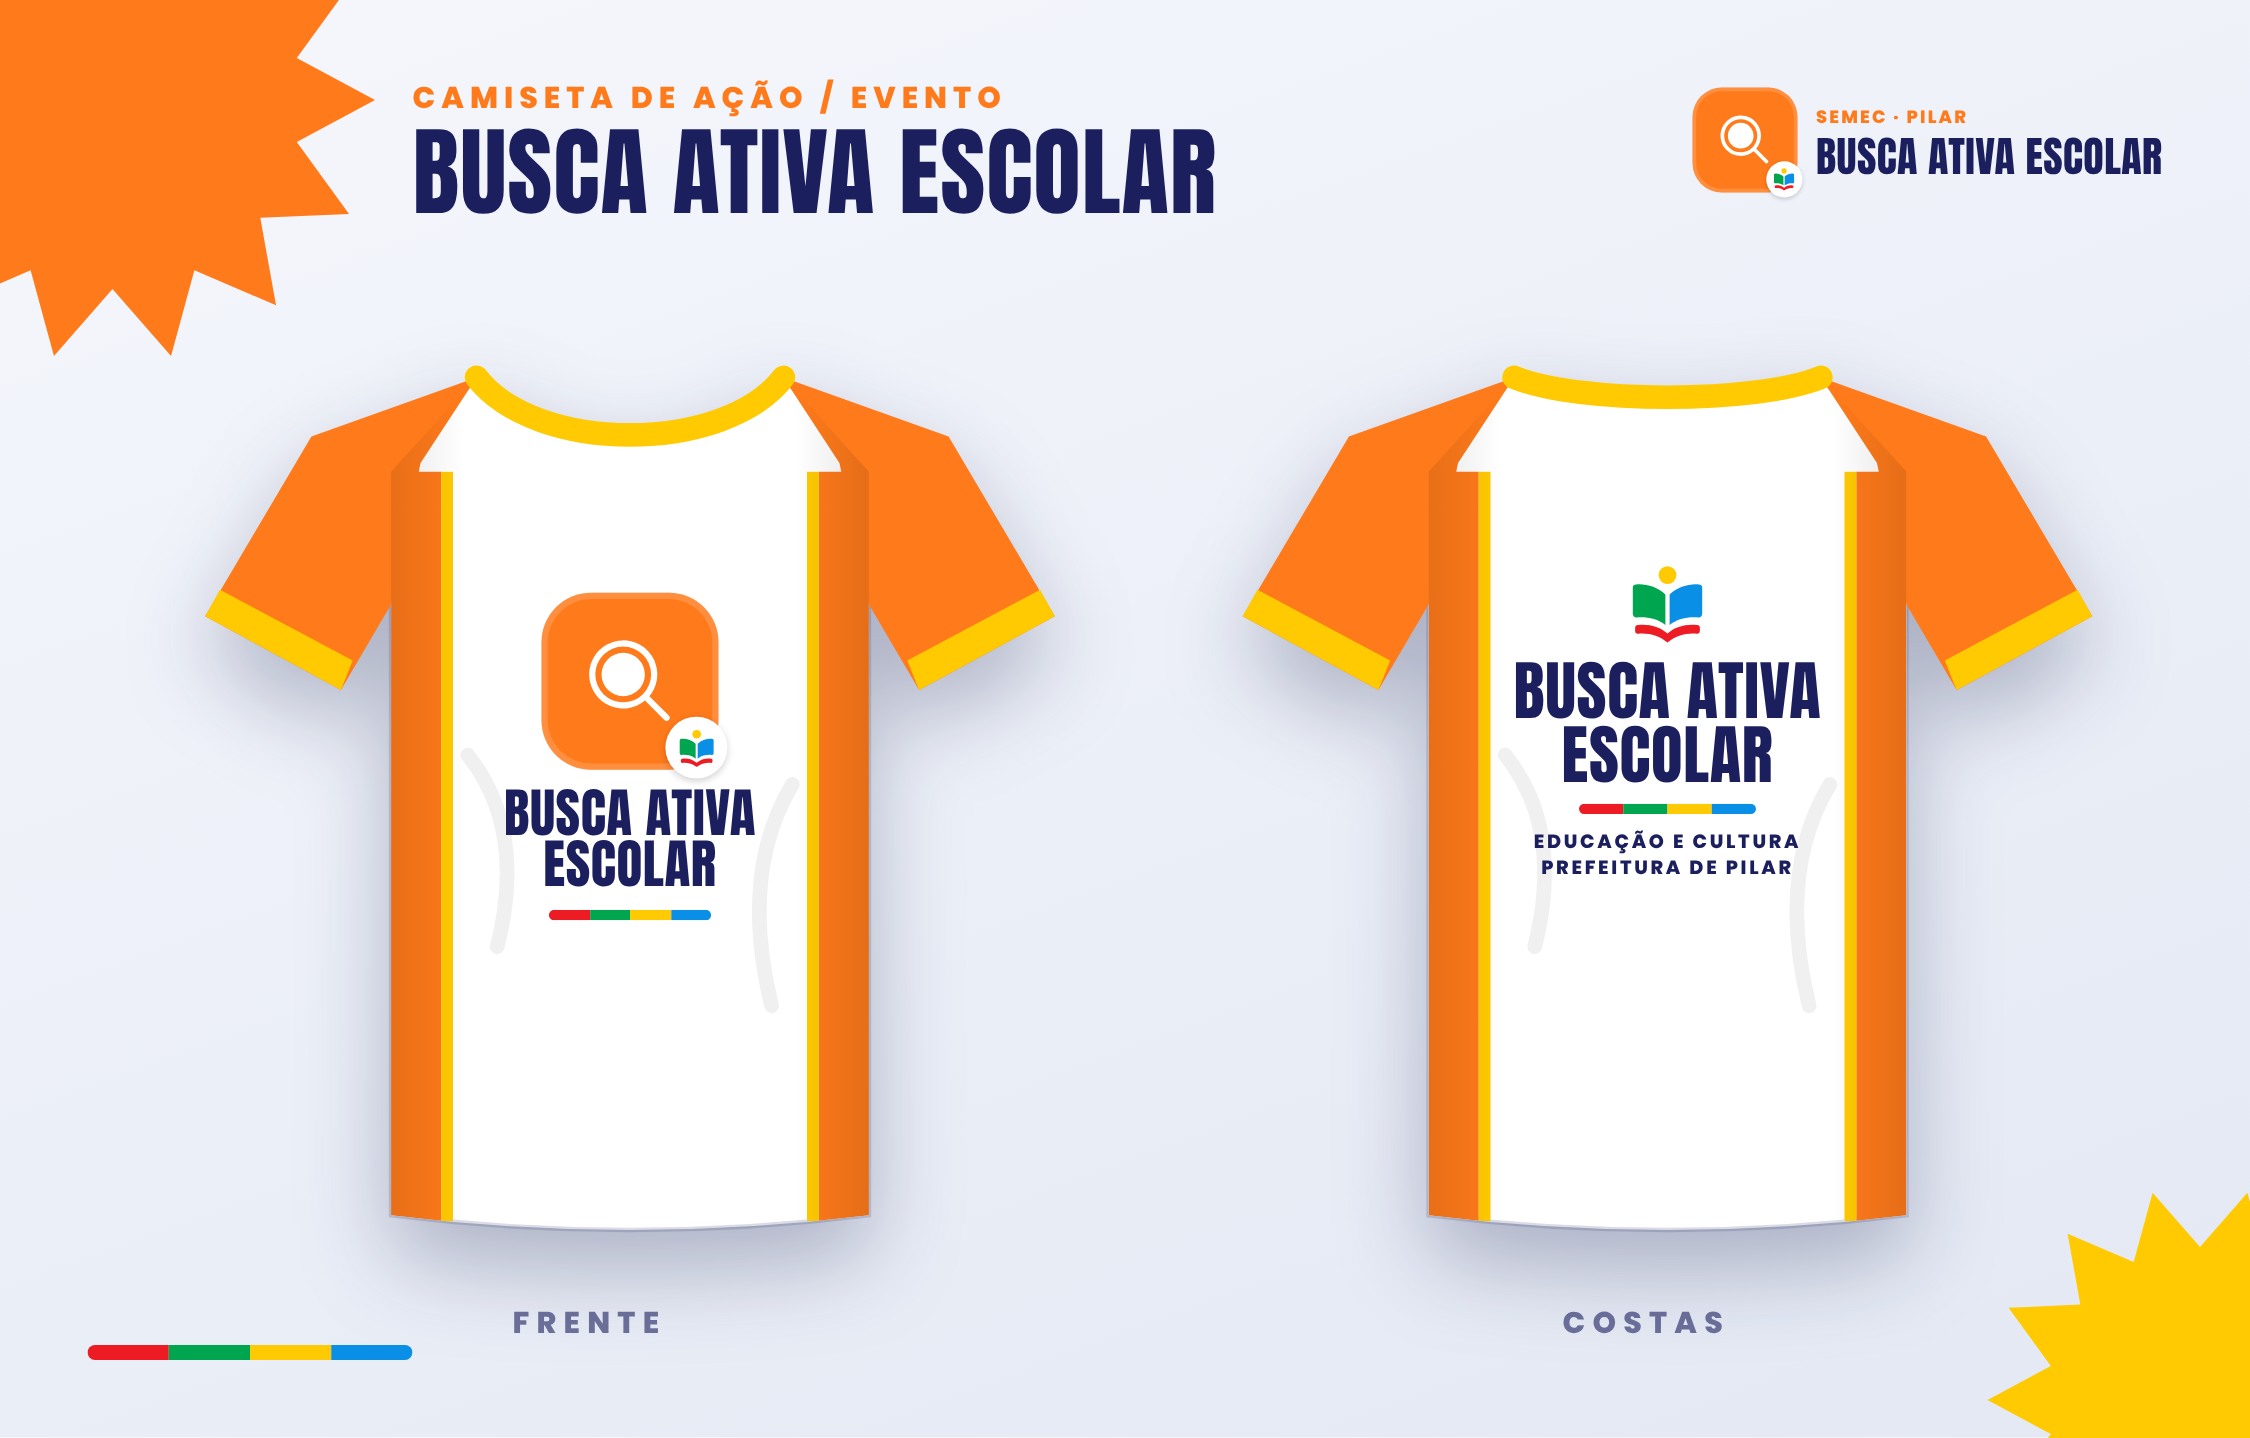 CAMISETA DE AÇÃO / EVENTO
BUSCA ATIVA ESCOLAR
SEMEC · PILAR
BUSCA ATIVA ESCOLAR
BUSCA ATIVA
ESCOLAR
BUSCA ATIVA
ESCOLAR
EDUCAÇÃO E CULTURA
PREFEITURA DE PILAR
FRENTE
COSTAS